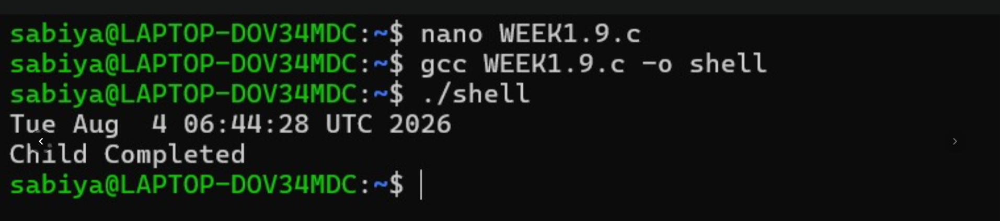 sabiya@LAPTOP-DOV34MDC:~$ nano WEEK1.9.c
sabiya@LAPTOP-DOV34MDC:~$ gcc WEEK1.9.c -o shell
sabiya@LAPTOP-DOV34MDC:~$ ./shell
Tue Aug  4 06:44:28 UTC 2026
Child Completed
sabiya@LAPTOP-DOV34MDC:~$